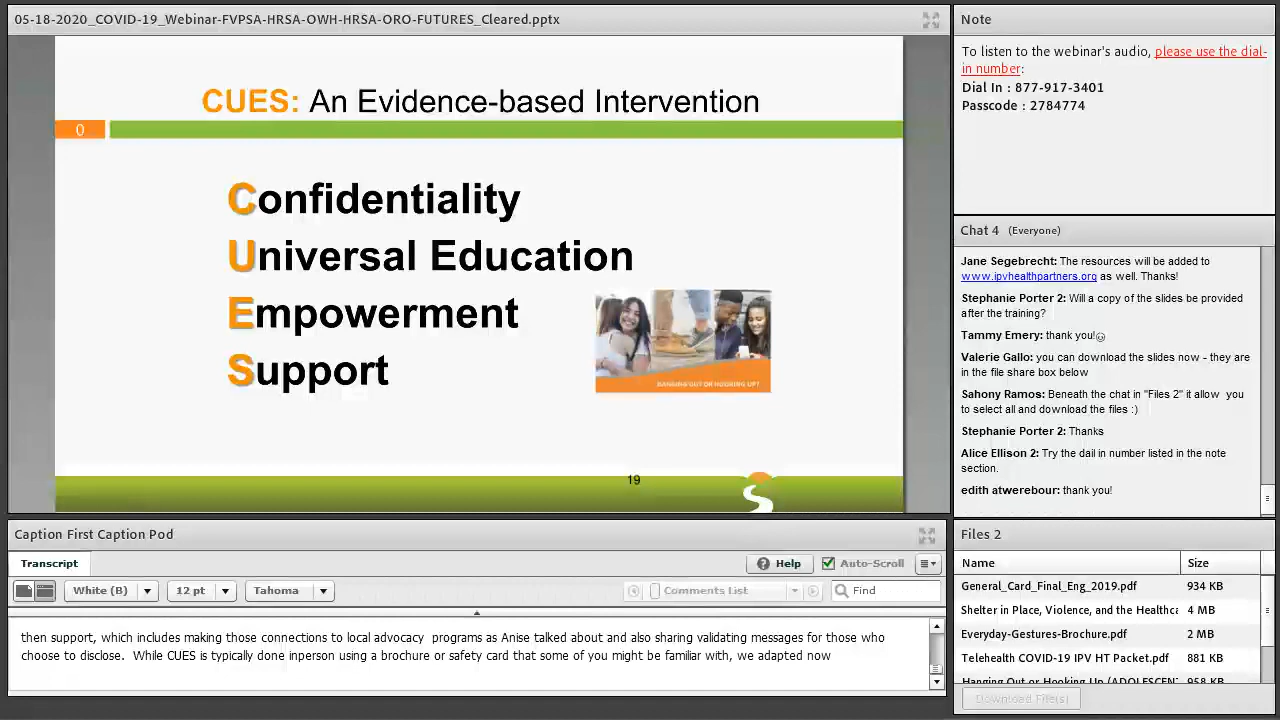 05-18-2020_COVID-19_Webinar-FVPSA-HRSA-OWH-HRSA-ORO-FUTURES_Cleared.pptx
CUES: An Evidence-based Intervention
0
Confidentiality
Universal Education
Empowerment
Support
HANGING OUT OR HOOKING UP?
19
Caption First Caption Pod
Transcript
Help
Auto-Scroll
White (B)
12 pt
Tahoma
Comments List
Find
then support, which includes making those connections to local advocacy programs as Anise talked about and also sharing validating messages for those who
choose to disclose. While CUES is typically done inperson using a brochure or safety card that some of you might be familiar with, we adapted now
Note
To listen to the webinar's audio, please use the dial-
in number:
Dial In : 877-917-3401
Passcode : 2784774
Chat 4 (Everyone)
Jane Segebrecht: The resources will be added to
www.ipvhealthpartners.org as well. Thanks!
Stephanie Porter 2: Will a copy of the slides be provided
after the training?
Tammy Emery: thank you!☺
Valerie Gallo: you can download the slides now - they are
in the file share box below
Sahony Ramos: Beneath the chat in "Files 2" it allow you
to select all and download the files :)
Stephanie Porter 2: Thanks
Alice Ellison 2: Try the dail in number listed in the note
section.
edith atwerebour: thank you!
Files 2
Name Size
General_Card_Final_Eng_2019.pdf 934 KB
Shelter in Place, Violence, and the Healthca 4 MB
Everyday-Gestures-Brochure.pdf 2 MB
Telehealth COVID-19 IPV HT Packet.pdf 881 KB
Hanging Out or Hooking Up (ADOLESCENT 958 KB
Download File(s)